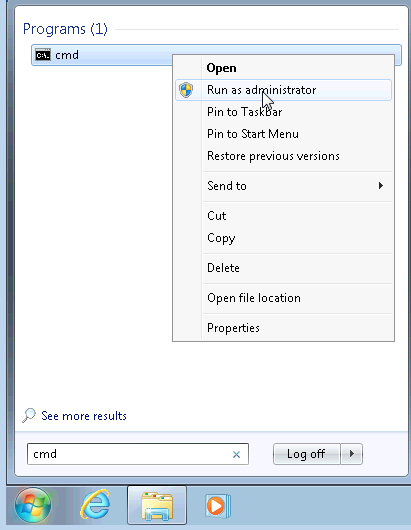 Programs (1)
cmd
Open
Run as administrator
Pin to Taskbar
Pin to Start Menu
Restore previous versions
Send to
Cut
Copy
Delete
Open file location
Properties
See more results
cmd
Log off